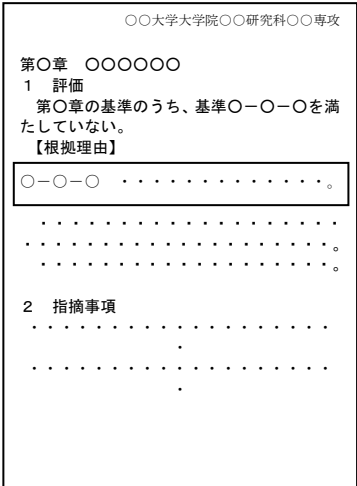 ○○大学大学院○○研究科○○専攻
第○章　○○○○○○
１　評価
第○章の基準のうち、基準○－○－○を満
たしていない。
【根拠理由】
○－○－○　・・・・・・・・・・・・・。
・・・・・・・・・・・・・・・・・・・
・・・・・・・・・・・・・・・・・・・。
・・・・・・・・・・・・・・・・・・。
２　指摘事項
・・・・・・・・・・・・・・・・・・・
・
・・・・・・・・・・・・・・・・・・・
・